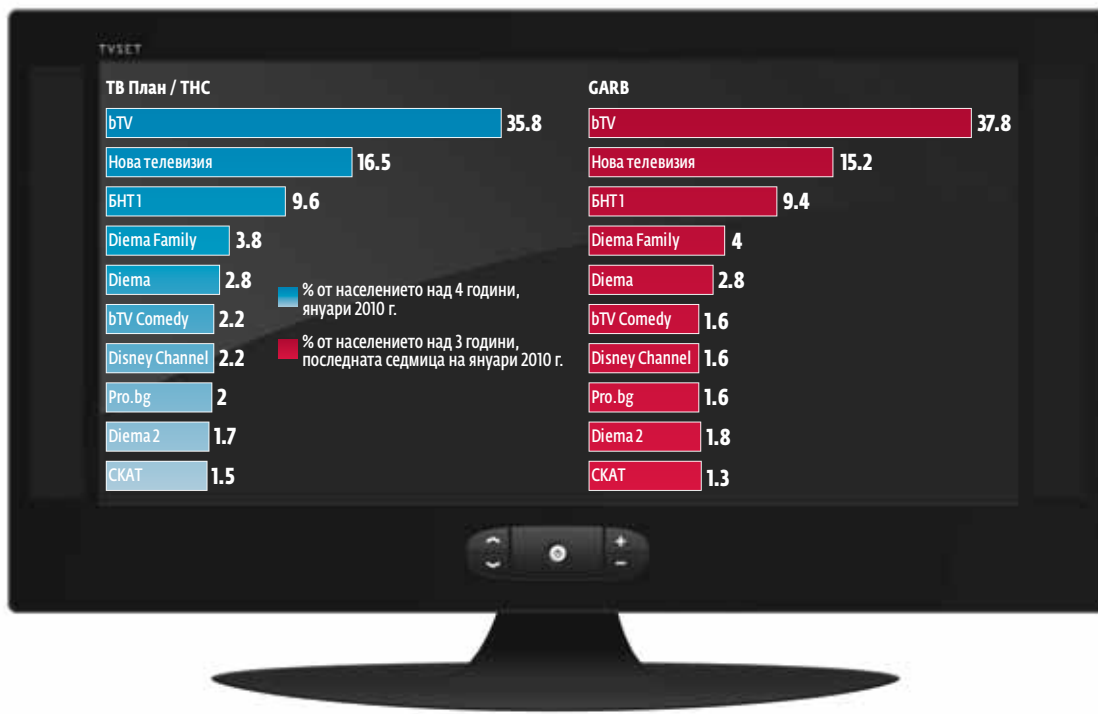 TVSET
ТВ План / ТНС
bTV 35.8
Нова телевизия 16.5
БНТ1 9.6
Diema Family 3.8
Diema 2.8
bTV Comedy 2.2
Disney Channel 2.2
Pro.bg 2
Diema 2 1.7
СКАТ 1.5
% от населението над 4 години,
януари 2010 г.
% от населението над 3 години,
последната седмица на януари 2010 г.
GARB
bTV 37.8
Нова телевизия 15.2
БНТ1 9.4
Diema Family 4
Diema 2.8
bTV Comedy 1.6
Disney Channel 1.6
Pro.bg 1.6
Diema 2 1.8
СКАТ 1.3